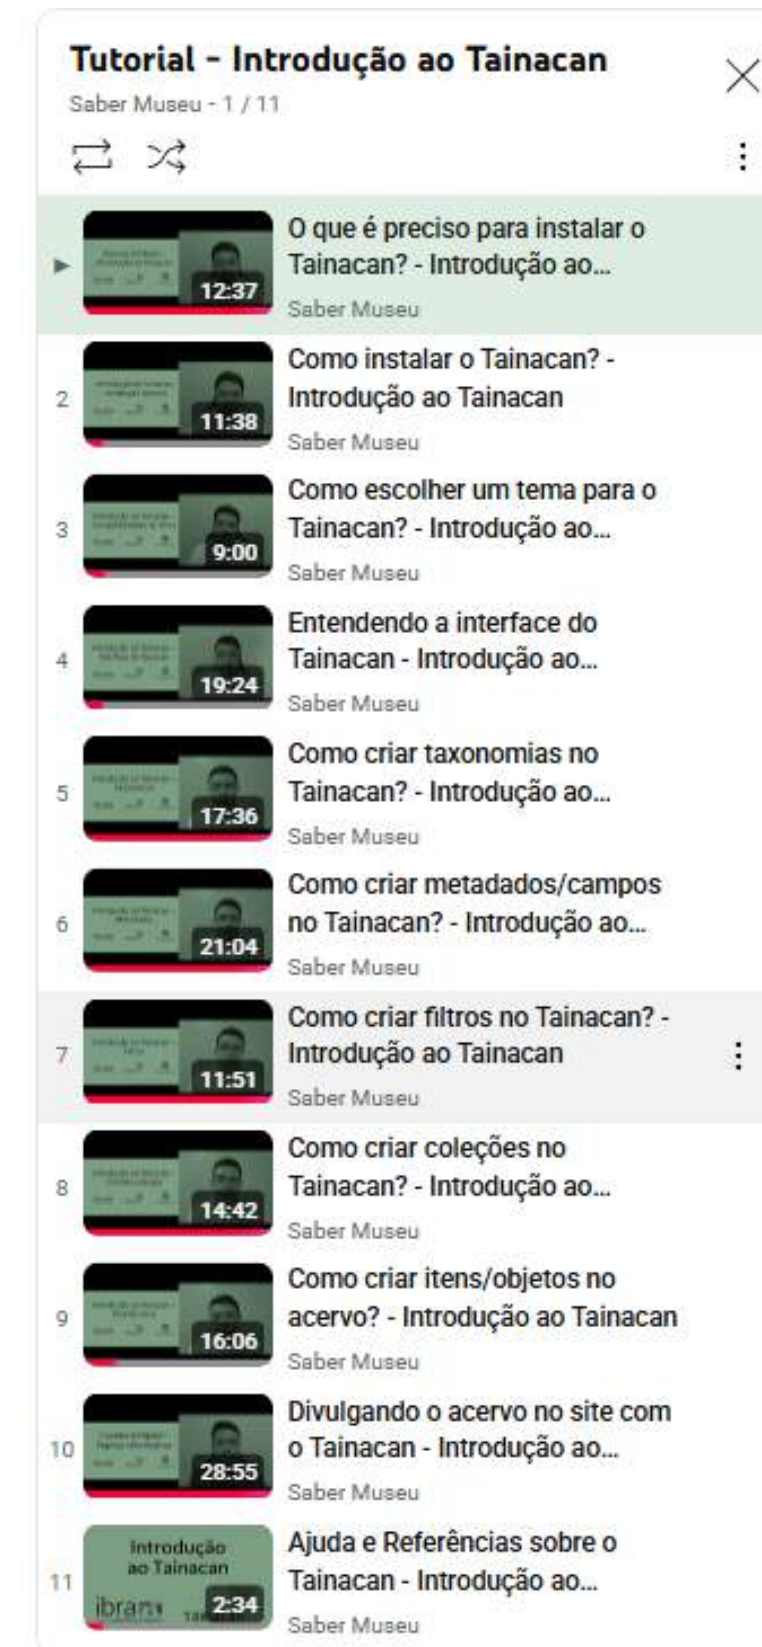 Tutorial - Introdução ao Tainacan
Saber Museu - 1 / 11
12:37
O que é preciso para instalar o
Tainacan? - Introdução ao...
Saber Museu
2
11:38
Como instalar o Tainacan? -
Introdução ao Tainacan
Saber Museu
3
9:00
Como escolher um tema para o
Tainacan? - Introdução ao...
Saber Museu
4
19:24
Entendendo a interface do
Tainacan - Introdução ao...
Saber Museu
5
17:36
Como criar taxonomias no
Tainacan? - Introdução ao...
Saber Museu
6
21:04
Como criar metadados/campos
no Tainacan? - Introdução ao...
Saber Museu
7
11:51
Como criar filtros no Tainacan? -
Introdução ao Tainacan
Saber Museu
8
14:42
Como criar coleções no
Tainacan? - Introdução ao...
Saber Museu
9
16:06
Como criar itens/objetos no
acervo? - Introdução ao Tainacan
Saber Museu
10
28:55
Divulgando o acervo no site com
o Tainacan - Introdução ao...
Saber Museu
11
Introdução
ao Tainacan
2:34
Ajuda e Referências sobre o
Tainacan - Introdução ao...
Saber Museu